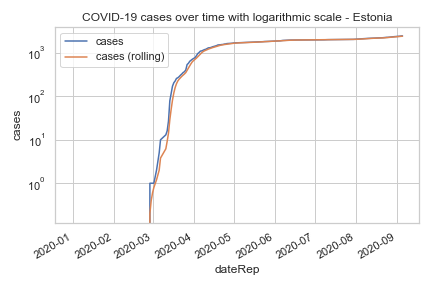 COVID-19 cases over time with logarithmic scale - Estonia
cases
cases (rolling)
10³
10²
10¹
10⁰
cases
2020-01
2020-02
2020-03
2020-04
2020-05
2020-06
2020-07
2020-08
2020-09
dateRep